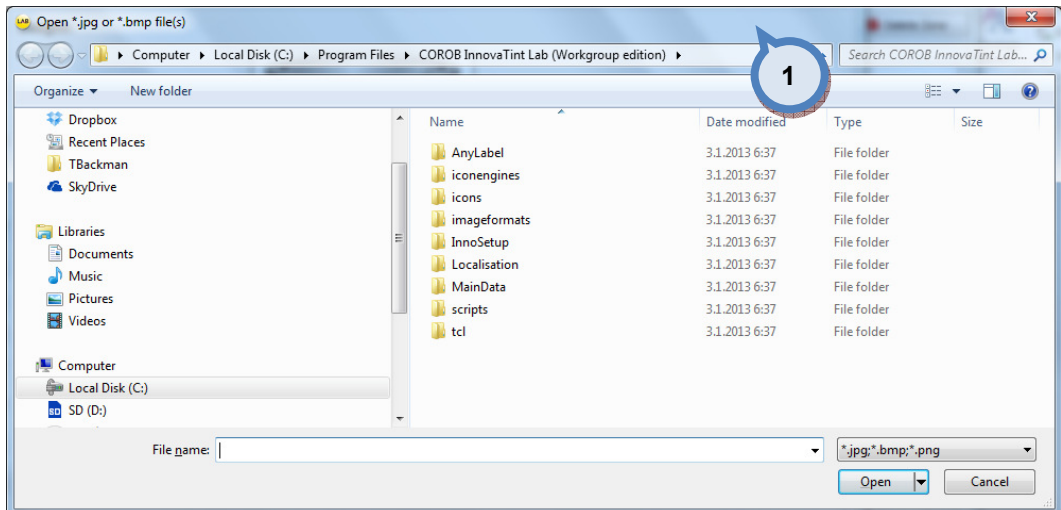 LAB Open *.jpg or *.bmp file(s) x
Computer Local Disk (C:) Program Files COROB InnovaTint Lab (Workgroup edition) Search COROB InnovaTint Lab...
1
Organize New folder ?
Dropbox
Recent Places
TBackman
SkyDrive
Libraries
Documents
Music
Pictures
Videos
Computer
Local Disk (C:)
SD SD (D:)
Name Date modified Type Size
AnyLabel 3.1.2013 6:37 File folder
iconengines 3.1.2013 6:37 File folder
icons 3.1.2013 6:37 File folder
imageformats 3.1.2013 6:37 File folder
InnoSetup 3.1.2013 6:37 File folder
Localisation 3.1.2013 6:37 File folder
MainData 3.1.2013 6:37 File folder
scripts 3.1.2013 6:37 File folder
tcl 3.1.2013 6:37 File folder
File name: *.jpg;*.bmp;*.png
Open Cancel